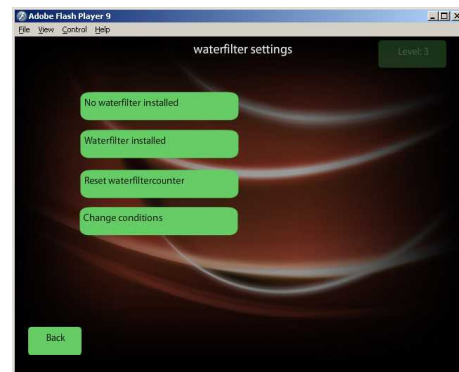 Adobe Flash Player 9
File View Control Help
waterfilter settings
Level: 3
No waterfilter installed
Waterfilter installed
Reset waterfiltercounter
Change conditions
Back